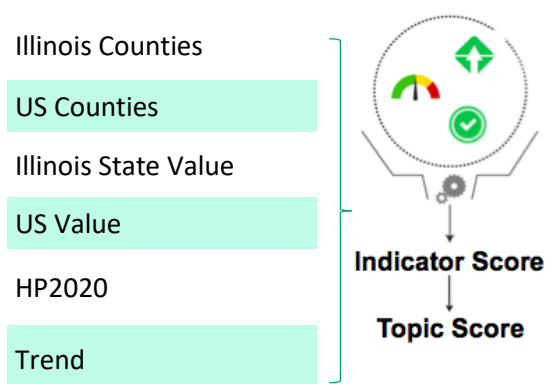 Illinois Counties
US Counties
Illinois State Value
US Value
HP2020
Trend
Indicator Score
Topic Score